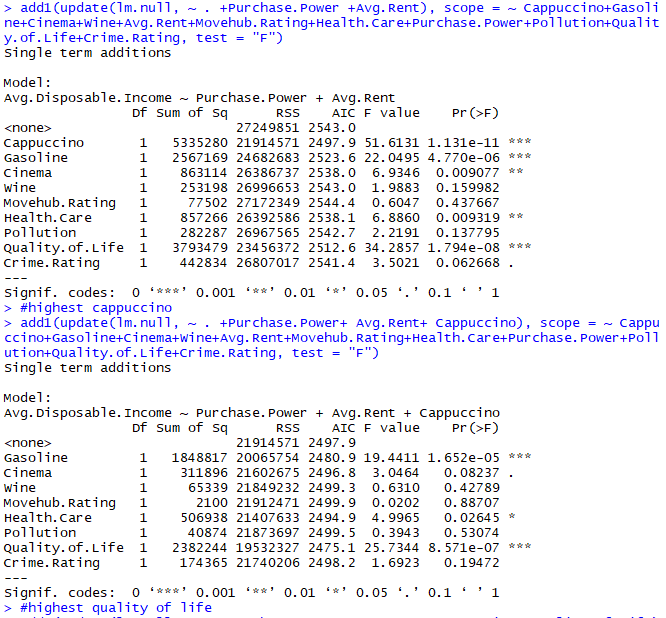 > add1(update(lm.null, ~ . +Purchase.Power +Avg.Rent), scope = ~ Cappuccino+Gasoli
ne+Cinema+Wine+Avg.Rent+Movehub.Rating+Health.Care+Purchase.Power+Pollution+Qualit
y.of.Life+Crime.Rating, test = "F")
Single term additions
Model:
Avg.Disposable.Income ~ Purchase.Power + Avg.Rent
Df Sum of Sq RSS AIC F value Pr(>F)
<none> 27249851 2543.0
Cappuccino 1 5335280 21914571 2497.9 51.6131 1.131e-11 ***
Gasoline 1 2567169 24682683 2523.6 22.0495 4.770e-06 ***
Cinema 1 863114 26386737 2538.0 6.9346 0.009077 **
Wine 1 253198 26996653 2543.0 1.9883 0.159982
Movehub.Rating 1 77502 27172349 2544.4 0.6047 0.437667
Health.Care 1 857266 26392586 2538.1 6.8860 0.009319 **
Pollution 1 282287 26967565 2542.7 2.2191 0.137795
Quality.of.Life 1 3793479 23456372 2512.6 34.2857 1.794e-08 ***
Crime.Rating 1 442834 26807017 2541.4 3.5021 0.062668 .
---
Signif. codes: 0 ‘***’ 0.001 ‘**’ 0.01 ‘*’ 0.05 ‘.’ 0.1 ‘ ’ 1
> #highest cappuccino
> add1(update(lm.null, ~ . +Purchase.Power+ Avg.Rent+ Cappuccino), scope = ~ Cappu
ccino+Gasoline+Cinema+Wine+Avg.Rent+Movehub.Rating+Health.Care+Purchase.Power+Poll
ution+Quality.of.Life+Crime.Rating, test = "F")
Single term additions
Model:
Avg.Disposable.Income ~ Purchase.Power + Avg.Rent + Cappuccino
Df Sum of Sq RSS AIC F value Pr(>F)
<none> 21914571 2497.9
Gasoline 1 1848817 20065754 2480.9 19.4411 1.652e-05 ***
Cinema 1 311896 21602675 2496.8 3.0464 0.08237 .
Wine 1 65339 21849232 2499.3 0.6310 0.42789
Movehub.Rating 1 2100 21912471 2499.9 0.0202 0.88707
Health.Care 1 506938 21407633 2494.9 4.9965 0.02645 *
Pollution 1 40874 21873697 2499.5 0.3943 0.53074
Quality.of.Life 1 2382244 19532327 2475.1 25.7344 8.571e-07 ***
Crime.Rating 1 174365 21740206 2498.2 1.6923 0.19472
---
Signif. codes: 0 ‘***’ 0.001 ‘**’ 0.01 ‘*’ 0.05 ‘.’ 0.1 ‘ ’ 1
> #highest quality of life